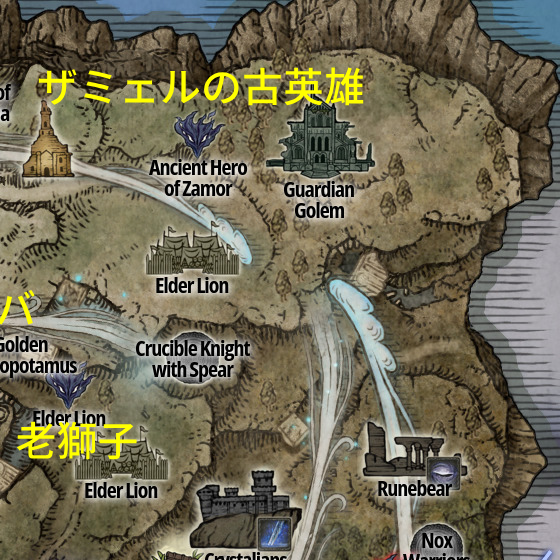 of
a
ザミェルの古英雄
Ancient Hero
of Zamor
Guardian
Golem
Elder Lion
バ
Golden
opotamus
Crucible Knight
with Spear
Elder Lion
老獅子
Elder Lion
Runebear
Crystalians
Nox
Warriors